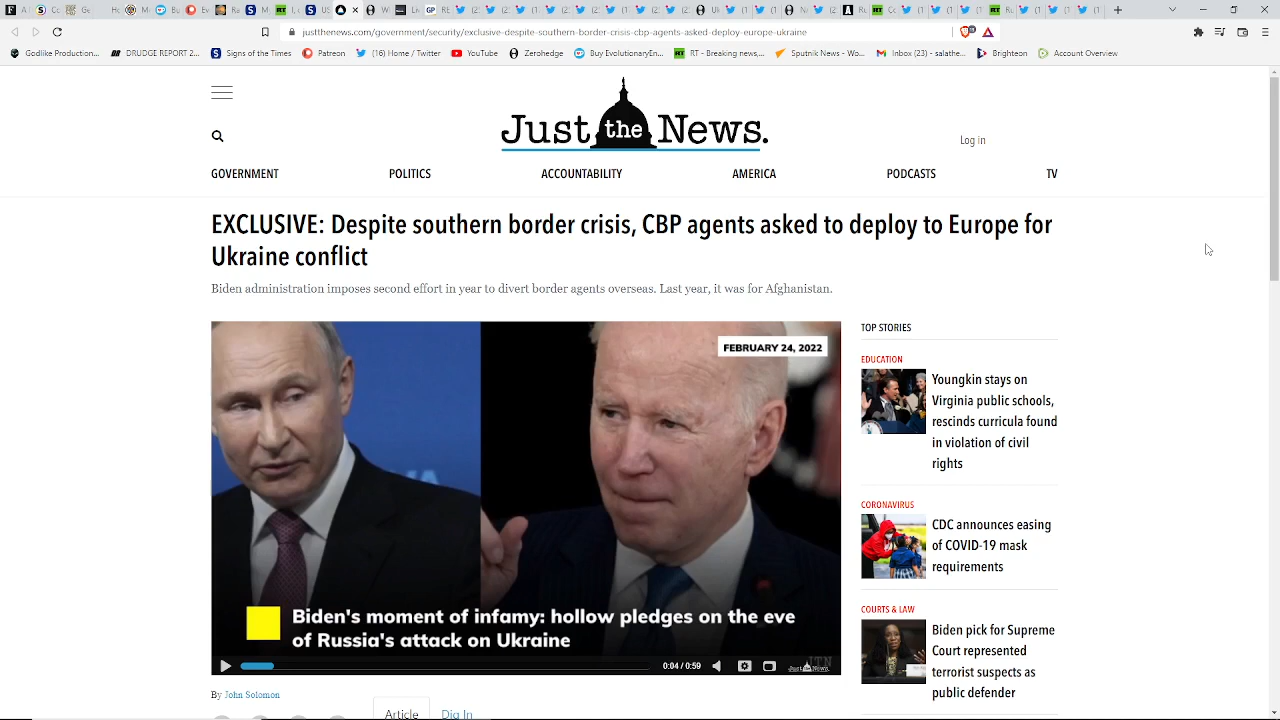 justthenews.com/government/security/exclusive-despite-southern-border-crisis-cbp-agents-asked-deploy-europe-ukraine
Godlike Production... DRUDGE REPORT 2... Signs of the Times Patreon (16) Home / Twitter YouTube Zerohedge Buy EvolutionaryEn... RT - Breaking news,... Sputnik News - Wo... Inbox (23) - salathe... Brighteon Account Overview
Just the News.
Log in
GOVERNMENT POLITICS ACCOUNTABILITY AMERICA PODCASTS TV
EXCLUSIVE: Despite southern border crisis, CBP agents asked to deploy to Europe for
Ukraine conflict
Biden administration imposes second effort in year to divert border agents overseas. Last year, it was for Afghanistan.
FEBRUARY 24, 2022
Biden's moment of infamy: hollow pledges on the eve
of Russia's attack on Ukraine
0:04 / 0:59
Just the News
JTN
By John Solomon
Article Dig In
TOP STORIES
EDUCATION
Youngkin stays on
Virginia public schools,
rescinds curricula found
in violation of civil
rights
CORONAVIRUS
CDC announces easing
of COVID-19 mask
requirements
COURTS & LAW
Biden pick for Supreme
Court represented
terrorist suspects as
public defender